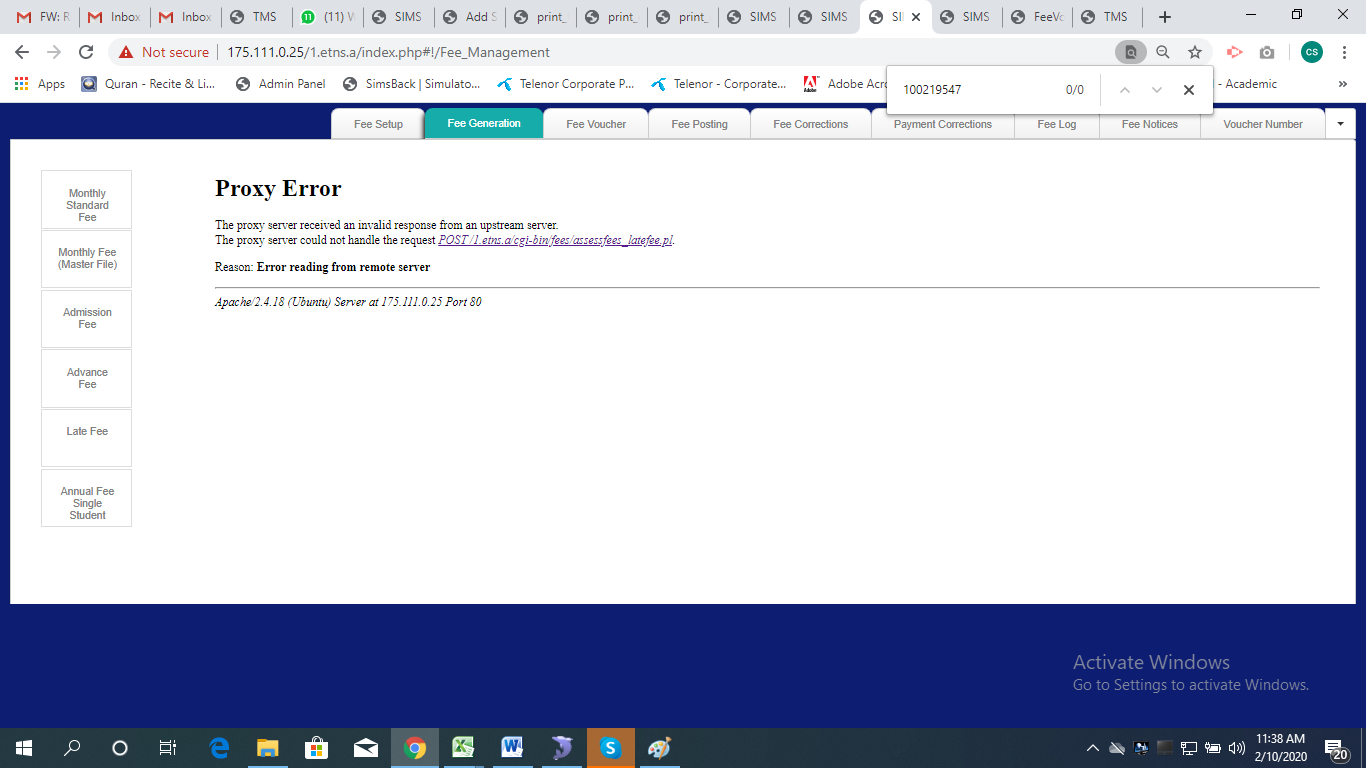 FW: R
Inbox
Inbox
TMS
(11) W
SIMS
Add S
print_
print_
print_
SIMS
SIMS
SI
SIMS
FeeVo
TMS
Not secure
175.111.0.25/1.etns.a/index.php#!/Fee_Management
CS
Apps
Quran - Recite & Li...
Admin Panel
SimsBack | Simulato...
Telenor Corporate P...
Telenor - Corporate...
Adobe Acro
- Academic
»
100219547
0/0
Fee Setup
Fee Generation
Fee Voucher
Fee Posting
Fee Corrections
Payment Corrections
Fee Log
Fee Notices
Voucher Number
Monthly
Standard
Fee
Monthly Fee
(Master File)
Admission
Fee
Advance
Fee
Late Fee
Annual Fee
Single
Student
Proxy Error
The proxy server received an invalid response from an upstream server.
The proxy server could not handle the request POST /1.etns.a/cgi-bin/fees/assessfees_latefee.pl.
Reason: Error reading from remote server
Apache/2.4.18 (Ubuntu) Server at 175.111.0.25 Port 80
Activate Windows
Go to Settings to activate Windows.
11:38 AM
2/10/2020
20